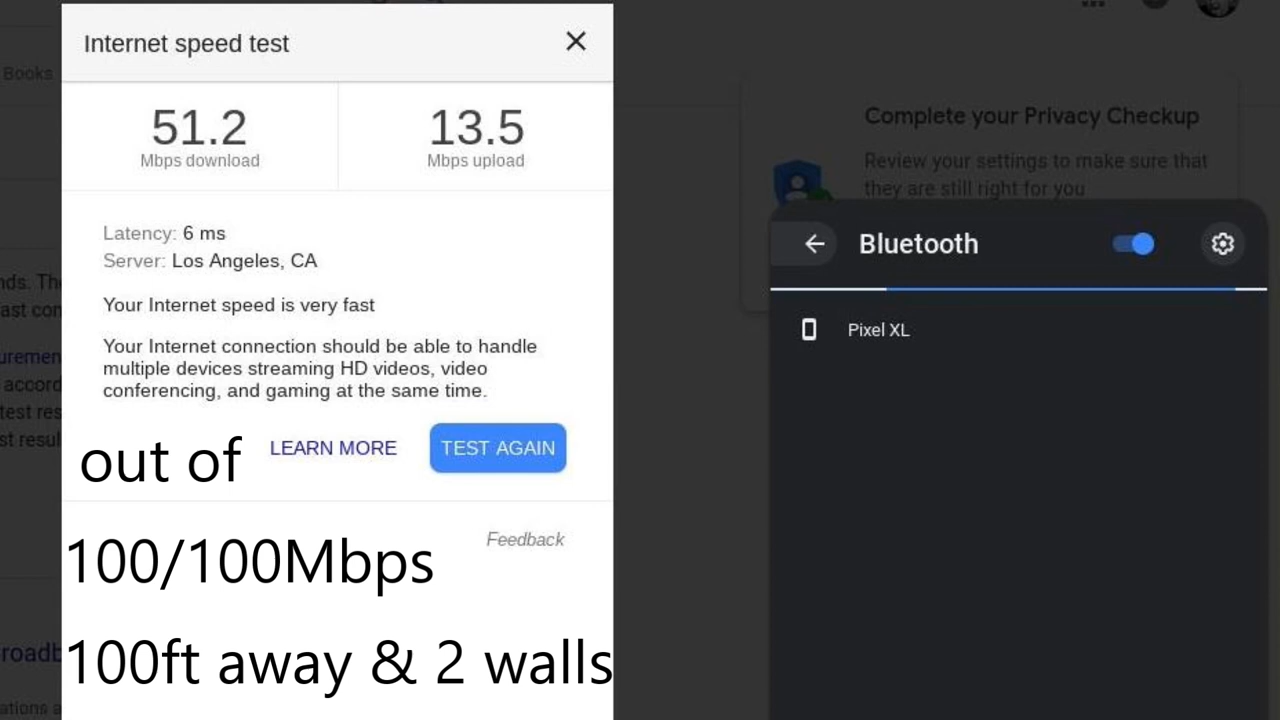 Internet speed test
51.2
Mbps download
13.5
Mbps upload
Latency: 6 ms
Server: Los Angeles, CA
Your Internet speed is very fast
Your Internet connection should be able to handle
multiple devices streaming HD videos, video
conferencing, and gaming at the same time.
LEARN MORE
TEST AGAIN
out of
Feedback
100/100Mbps
100ft away & 2 walls
Books
Complete your Privacy Checkup
Review your settings to make sure that
they are still right for you
Bluetooth
Pixel XL